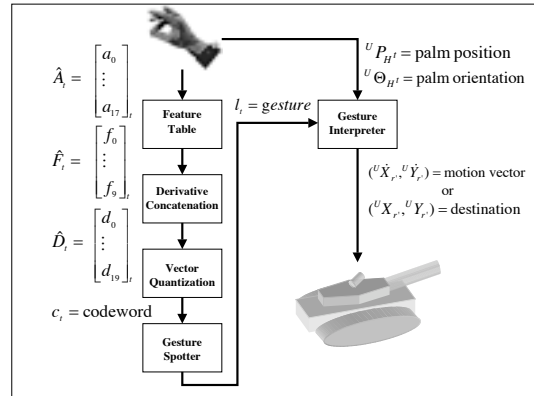 Â_t = [a_0 ⋮ a_17]_t
^U P_{H^t} = palm position
^U Θ_{H^t} = palm orientation
l_t = gesture
Feature
Table
Gesture
Interpreter
F̂_t = [f_0 ⋮ f_9]_t
Derivative
Concatenation
(^U Ẋ_{r^t}, ^U Ẏ_{r^t}) = motion vector
or
(^U X_{r^t}, ^U Y_{r^t}) = destination
D̂_t = [d_0 ⋮ d_19]_t
Vector
Quantization
c_t = codeword
Gesture
Spotter